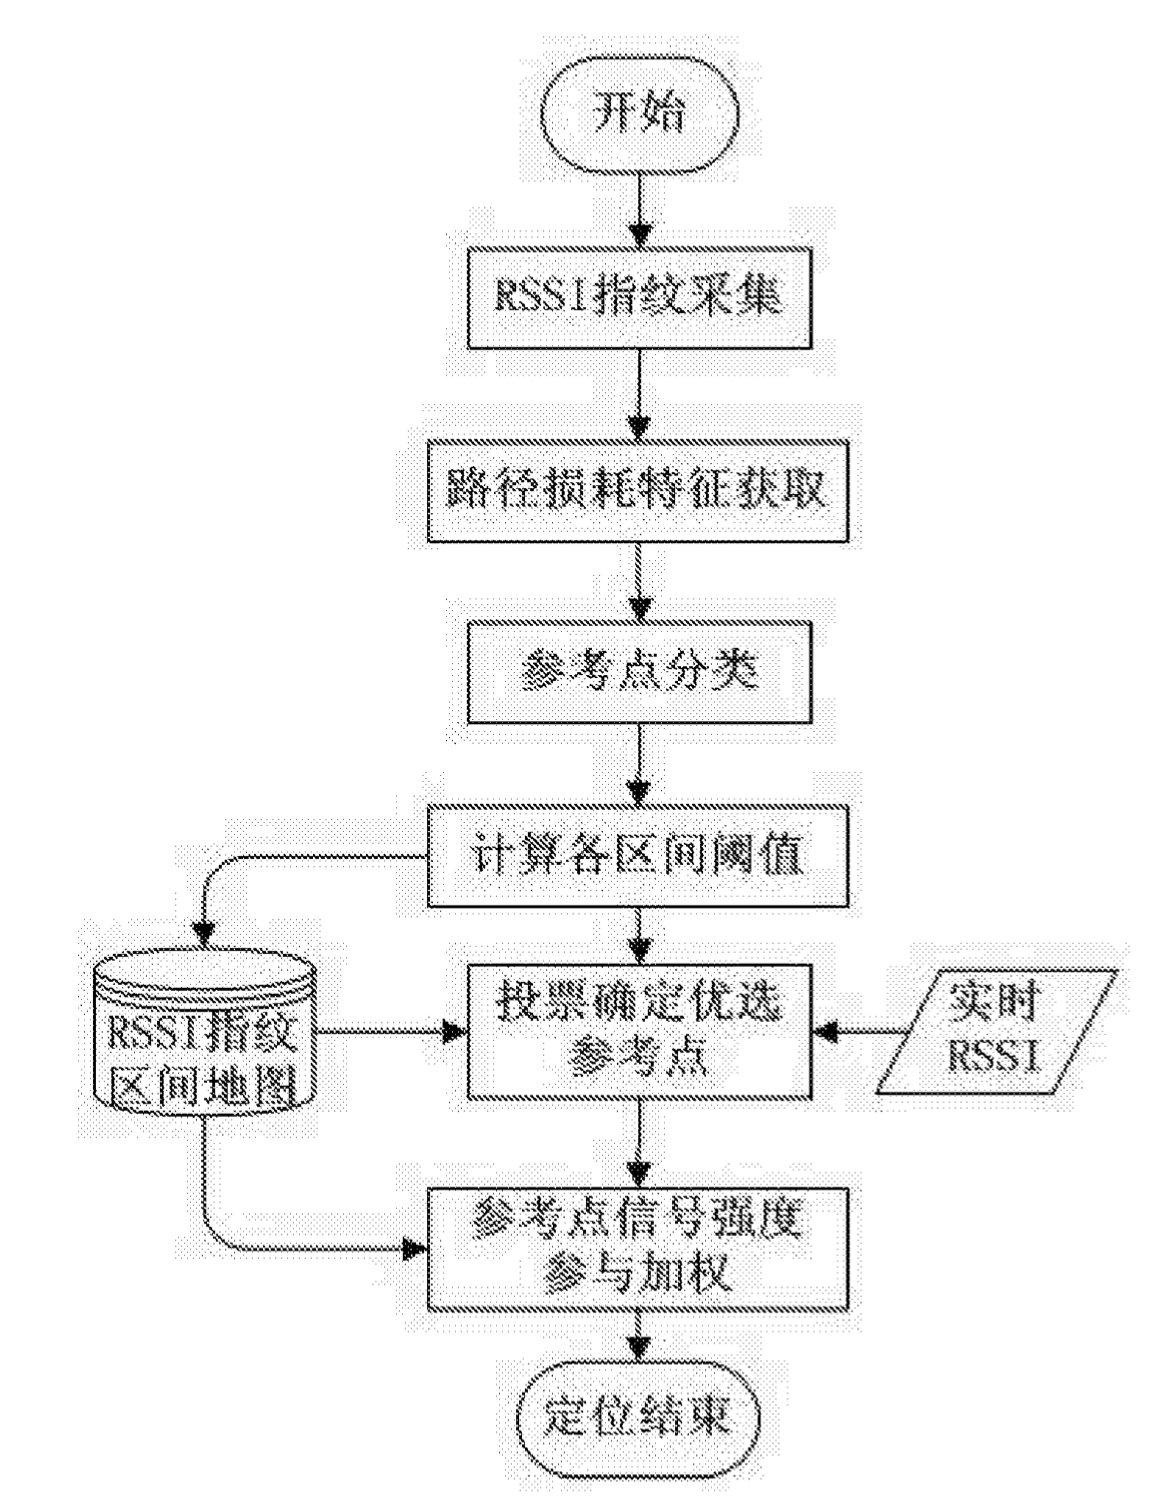 开始
RSSI指纹采集
路径损耗特征获取
参考点分类
计算各区间阈值
RSSI指纹
区间地图
投票确定优选
参考点
实时
RSSI
参考点信号强度
参与加权
定位结束